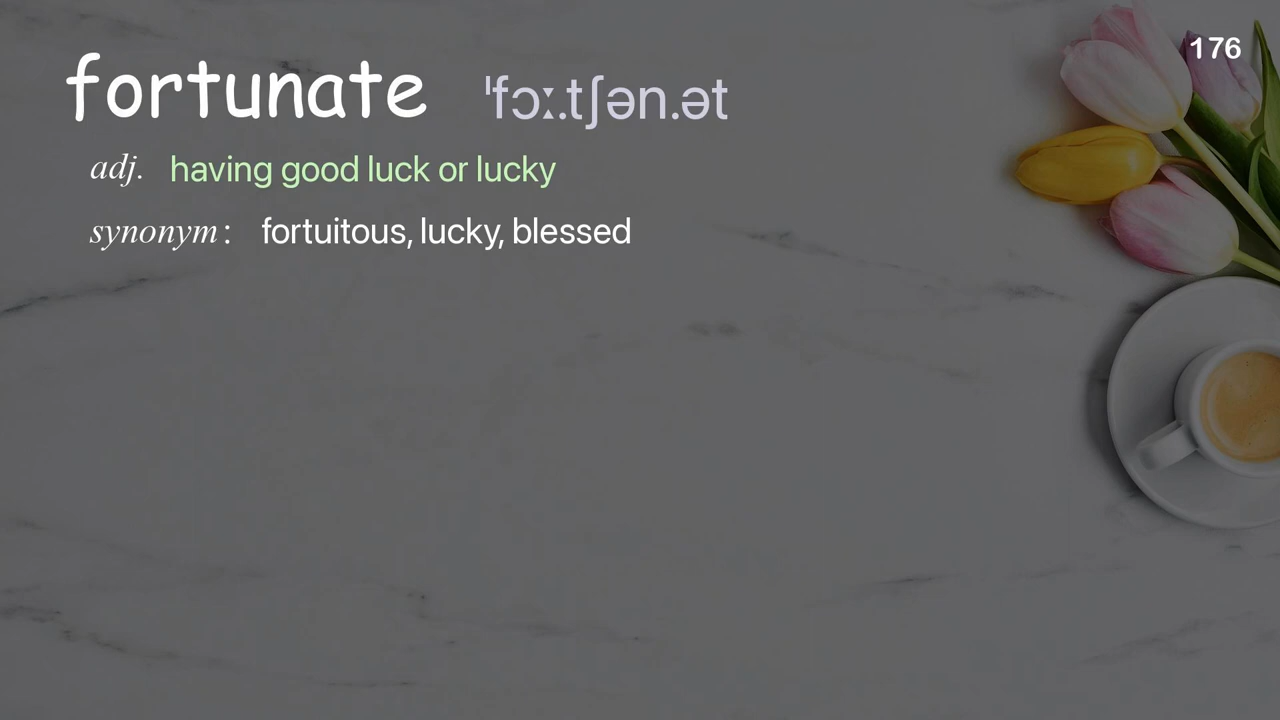 176
fortunate ˈfɔː.tʃən.ət
adj. having good luck or lucky
synonym: fortuitous, lucky, blessed